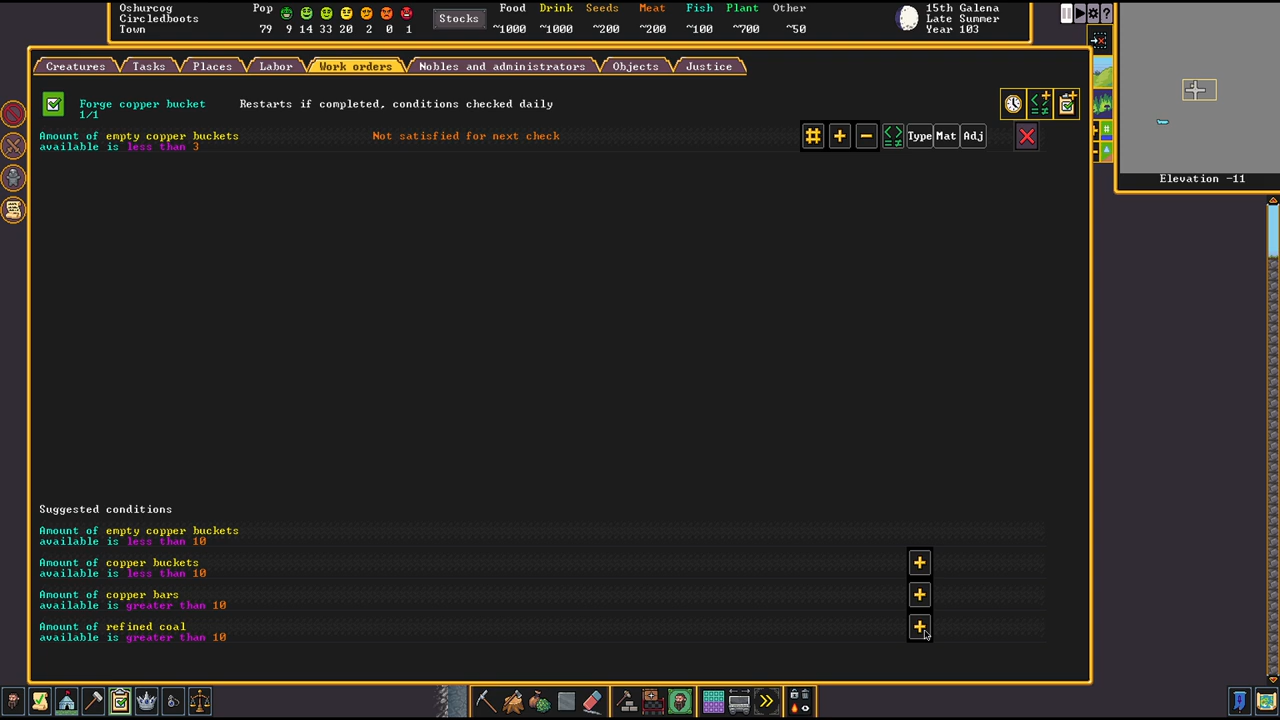 Oshurcog
Circledboots
Town
Pop
79 9 14 33 20 2 0 1
Stocks
Food Drink Seeds Meat Fish Plant Other
~1000 ~1000 ~200 ~200 ~100 ~700 ~50
15th Galena
Late Summer
Year 103
?
Elevation -11
Creatures Tasks Places Labor Work orders Nobles and administrators Objects Justice
Forge copper bucket Restarts if completed, conditions checked daily
1/1
Amount of empty copper buckets Not satisfied for next check
available is less than 3
Type Mat Adj
Suggested conditions
Amount of empty copper buckets
available is less than 10
Amount of copper buckets
available is less than 10
Amount of copper bars
available is greater than 10
Amount of refined coal
available is greater than 10